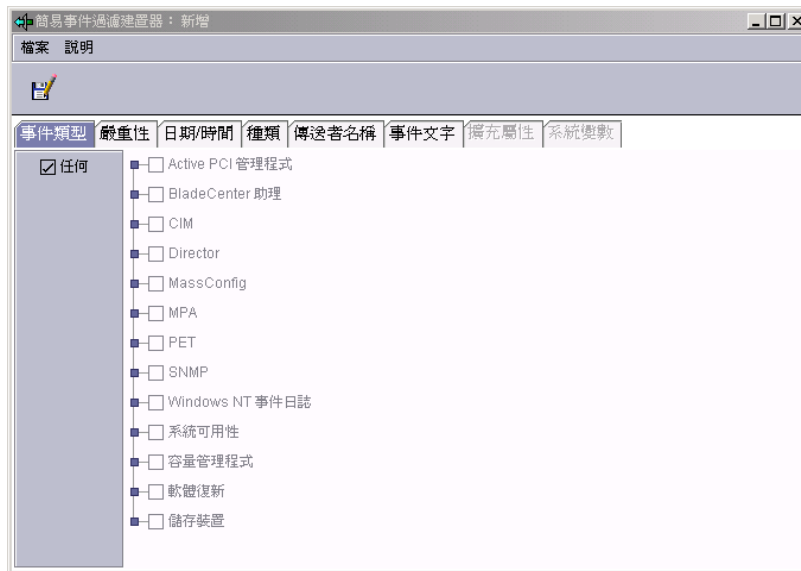 簡易事件過濾建置器：新增
檔案 說明
事件類型 嚴重性 日期/時間 種類 傳送者名稱 事件文字 擴充屬性 系統變數
任何
Active PCI 管理程式
BladeCenter 助理
CIM
Director
MassConfig
MPA
PET
SNMP
Windows NT 事件日誌
系統可用性
容量管理程式
軟體復新
儲存裝置